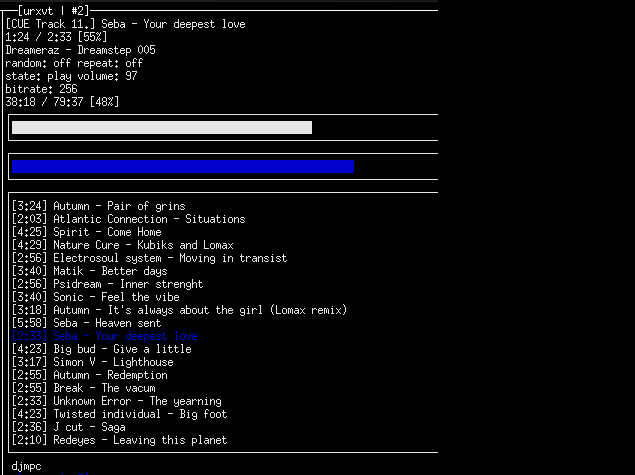 [urxvt | #2]
[CUE Track 11.] Seba - Your deepest love
1:24 / 2:33 [55%]
Dreameraz - Dreamstep 005
random: off repeat: off
state: play volume: 97
bitrate: 256
38:18 / 79:37 [48%]
[3:24] Autumn - Pair of grins
[2:03] Atlantic Connection - Situations
[4:25] Spirit - Come Home
[4:29] Nature Cure - Kubiks and Lomax
[2:56] Electrosoul system - Moving in transist
[3:40] Matik - Better days
[2:56] Psidream - Inner strenght
[3:40] Sonic - Feel the vibe
[3:18] Autumn - It's always about the girl (Lomax remix)
[5:58] Seba - Heaven sent
[2:33] Seba - Your deepest love
[4:23] Big bud - Give a little
[3:17] Simon V - Lighthouse
[2:55] Autumn - Redemption
[2:55] Break - The vacum
[2:33] Unknown Error - The yearning
[4:23] Twisted individual - Big foot
[2:36] J cut - Saga
[2:10] Redeyes - Leaving this planet
djmpc